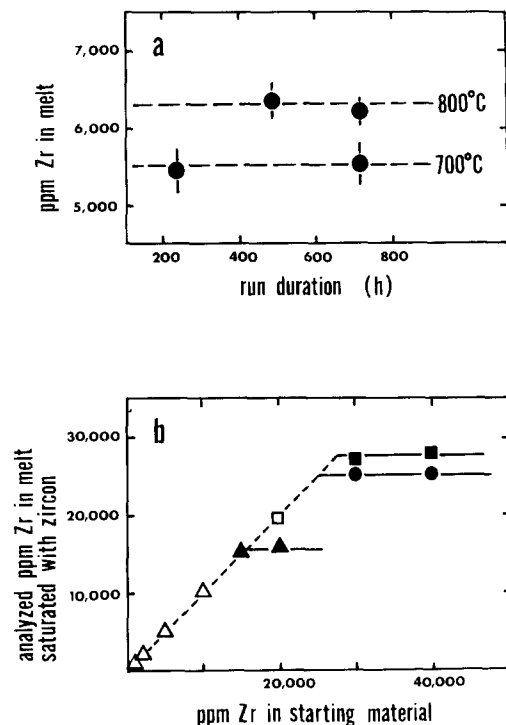 a
7,000
6,000
5,000
ppm Zr in melt
800°C
700°C
200 400 600 800
run duration (h)
b
30,000
20,000
10,000
analyzed ppm Zr in melt
saturated with zircon
20,000 40,000
ppm Zr in starting material